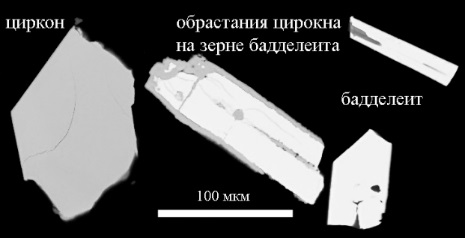 циркон
обрастания цирокна
на зерне бадделеита
бадделеит
100 мкм